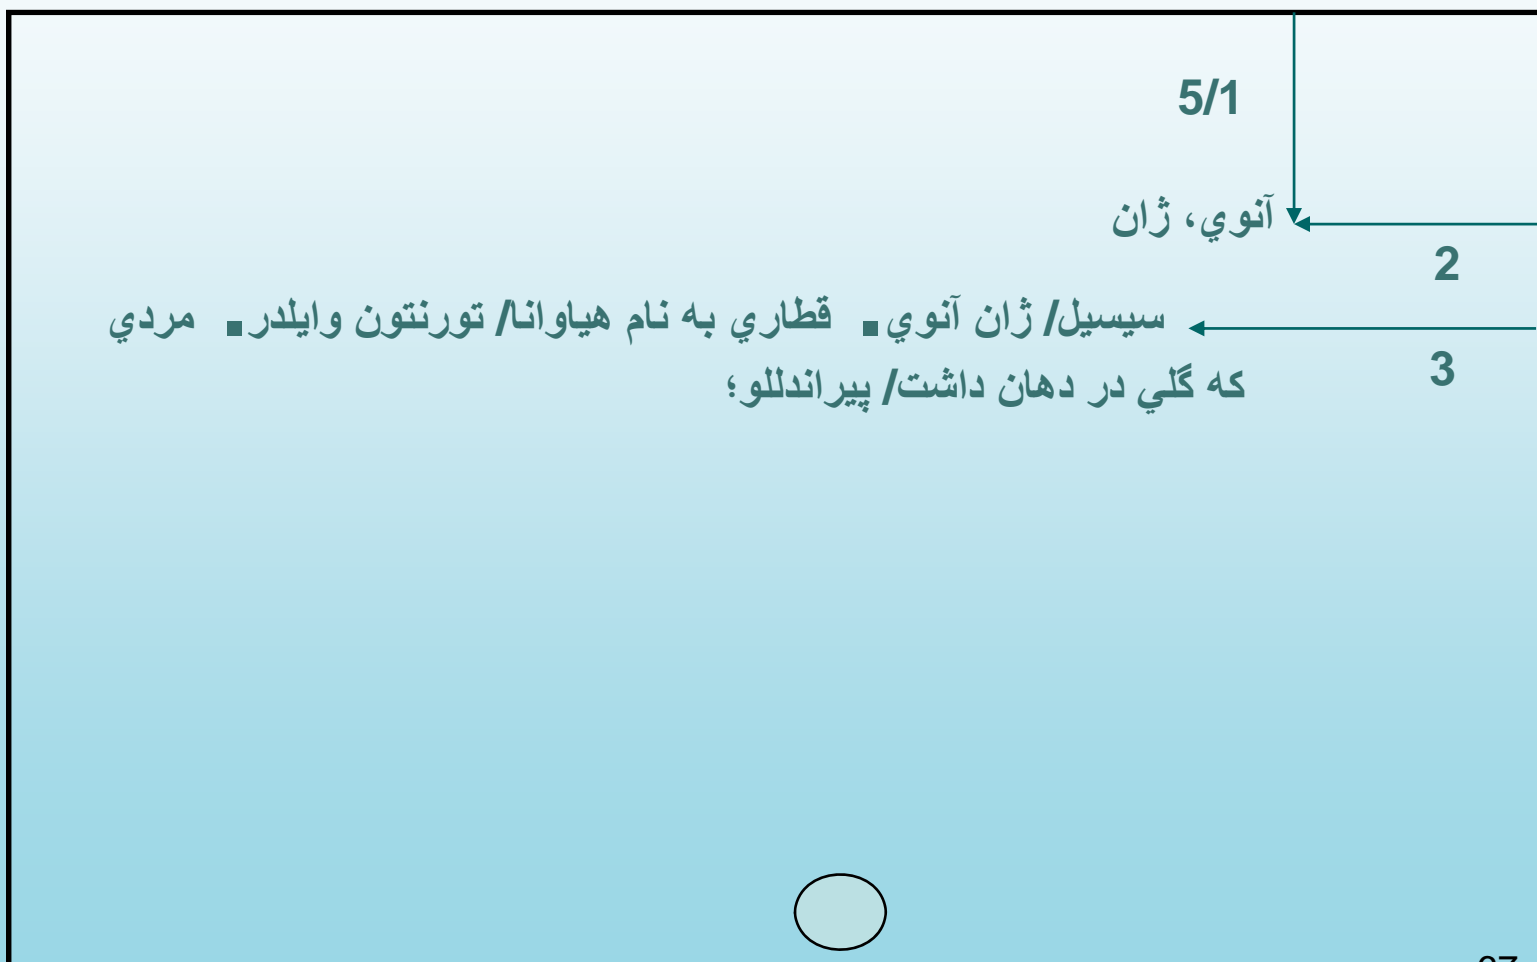 5/1
آنوي، ژان
2
سيسيل/ ژان آنوي. قطاري به نام هياوانا/ تورنتون وايلدر. مردي
3
كه گلي در دهان داشت/ پيراندللو؛